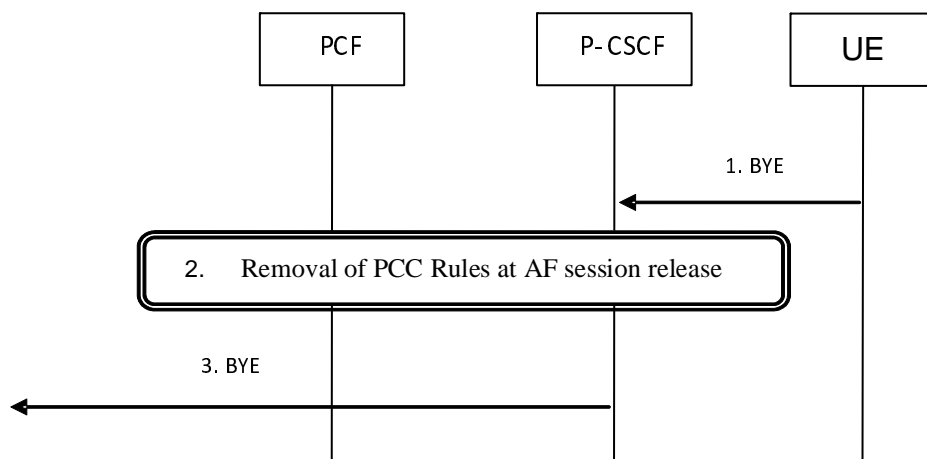 PCF
P-CSCF
UE
1. BYE
2. Removal of PCC Rules at AF session release
3. BYE